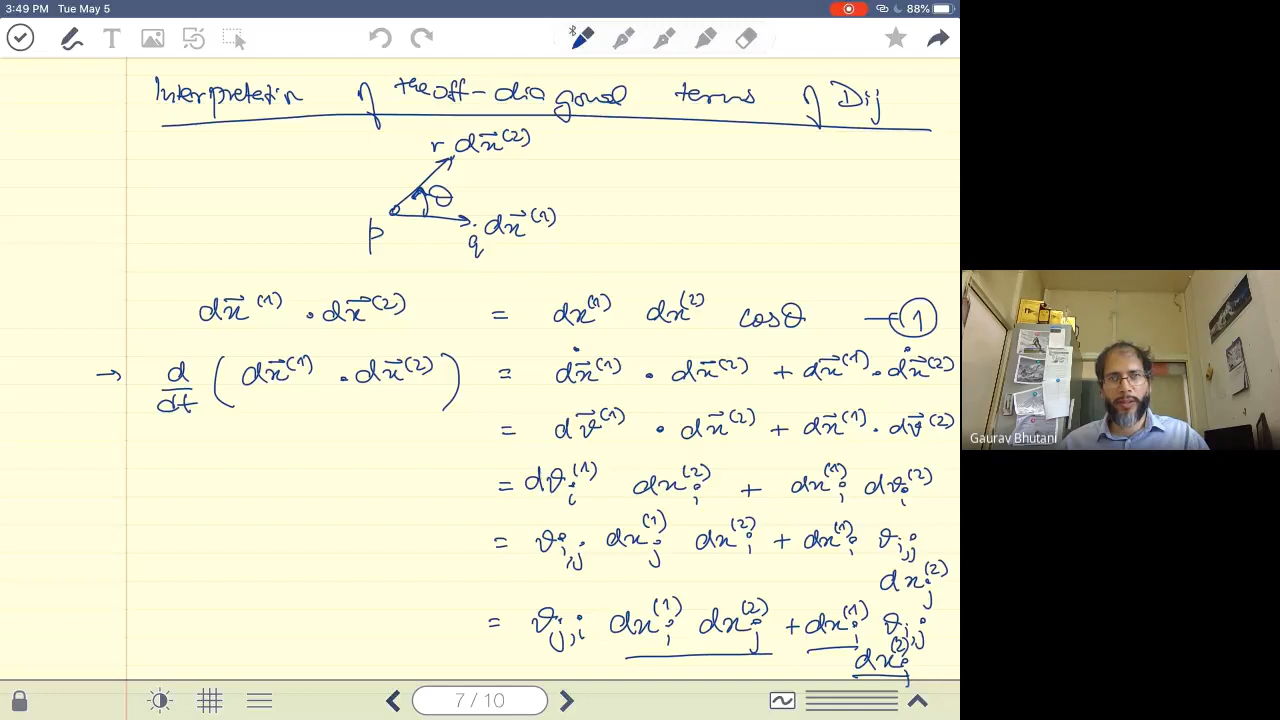 3:49 PM Tue May 5
88%
Interpretation of the off-diagonal terms of Dij
r dx⃗⁽²⁾
θ
p
q dx⃗⁽¹⁾
dx⃗⁽¹⁾ · dx⃗⁽²⁾ = dx⁽¹⁾ dx⁽²⁾ cosθ —①
→ d/dt ( dx⃗⁽¹⁾ · dx⃗⁽²⁾ ) = dẋ⃗⁽¹⁾ · dx⃗⁽²⁾ + dx⃗⁽¹⁾ · dẋ⃗⁽²⁾
= dv⃗⁽¹⁾ · dx⃗⁽²⁾ + dx⃗⁽¹⁾ · dv⃗⁽²⁾
= dvᵢ⁽¹⁾ dxᵢ⁽²⁾ + dxᵢ⁽¹⁾ dvᵢ⁽²⁾
= vᵢ,ⱼ dxⱼ⁽¹⁾ dxᵢ⁽²⁾ + dxᵢ⁽¹⁾ vᵢ,ⱼ
dxⱼ⁽²⁾
= vⱼ,ᵢ dxᵢ⁽¹⁾ dxⱼ⁽²⁾ + dxᵢ⁽¹⁾ vᵢ,ⱼ
dxⱼ⁽²⁾
Gaurav Bhutani
7 / 10